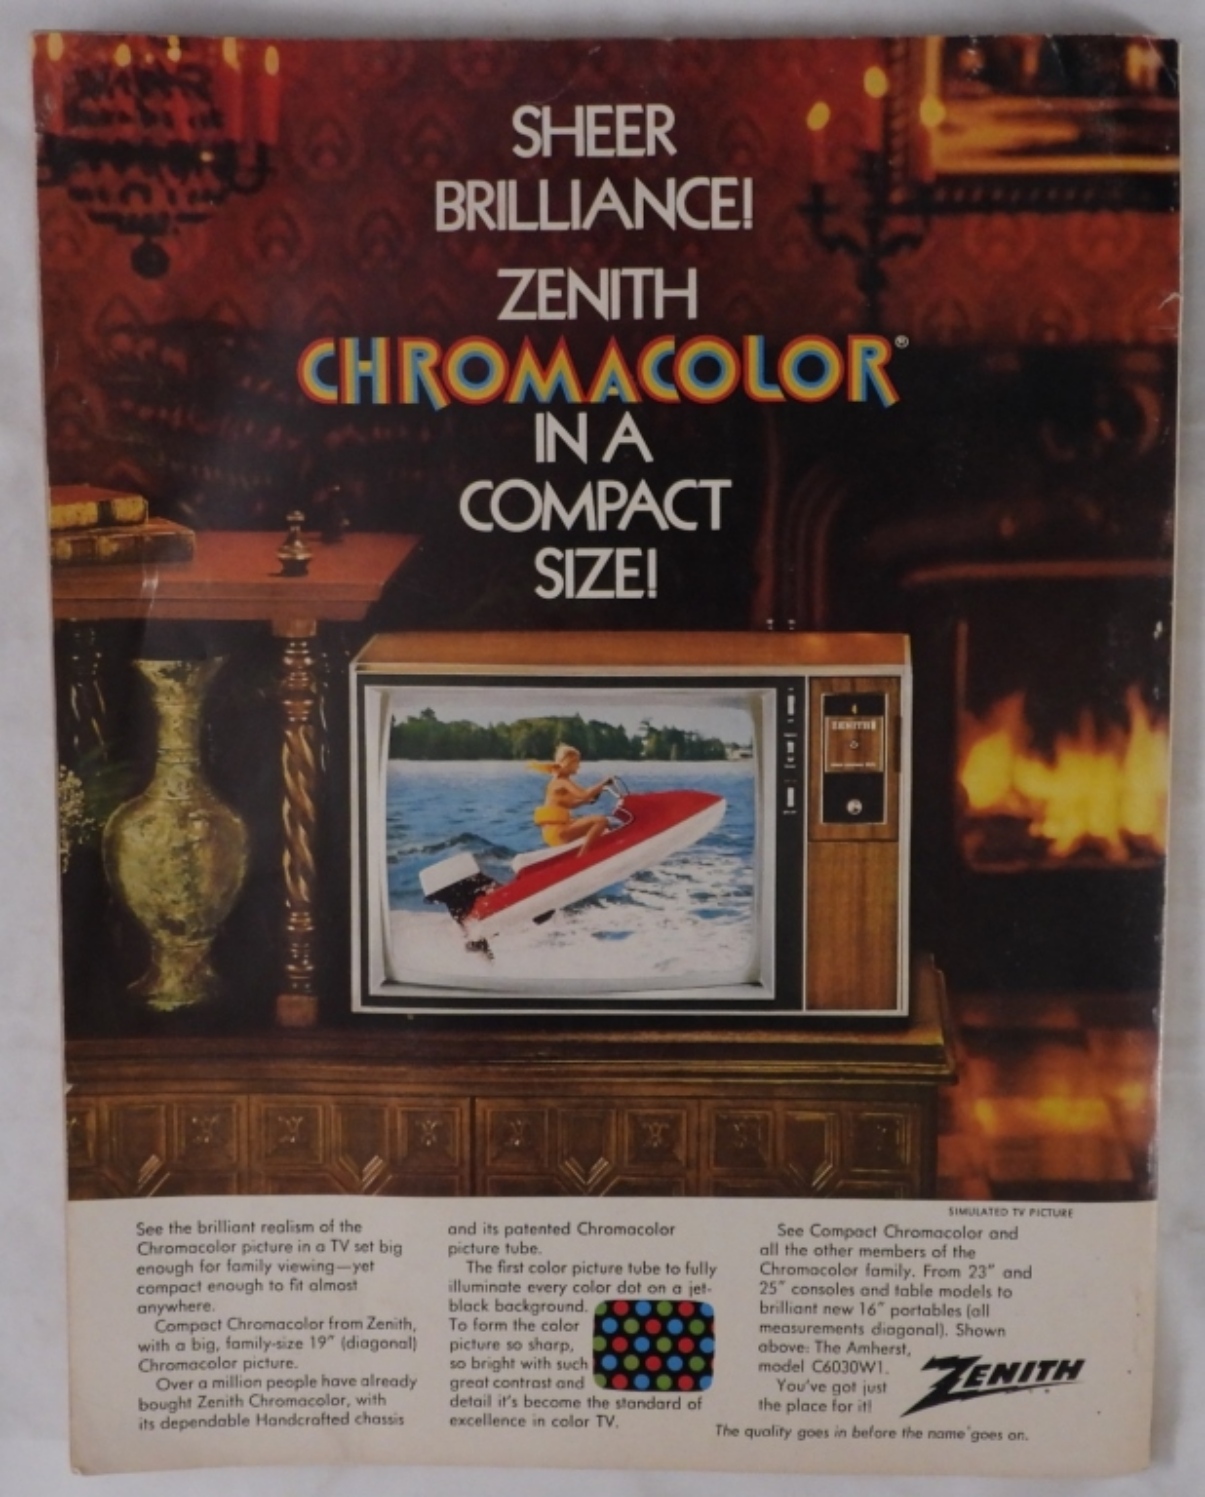 SHEER
BRILLIANCE!
ZENITH
CHROMACOLOR®
IN A
COMPACT
SIZE!
ZENITH
SIMULATED TV PICTURE
See the brilliant realism of the
Chromacolor picture in a TV set big
enough for family viewing—yet
compact enough to fit almost
anywhere.
Compact Chromacolor from Zenith,
with a big, family-size 19" (diagonal)
Chromacolor picture.
Over a million people have already
bought Zenith Chromacolor, with
its dependable Handcrafted chassis
and its patented Chromacolor
picture tube.
The first color picture tube to fully
illuminate every color dot on a jet-
black background.
To form the color
picture so sharp,
so bright with such
great contrast and
detail it's become the standard of
excellence in color TV.
See Compact Chromacolor and
all the other members of the
Chromacolor family. From 23" and
25" consoles and table models to
brilliant new 16" portables (all
measurements diagonal). Shown
above: The Amherst,
model C6030W1.
You've got just
the place for it!
ZENITH
The quality goes in before the name goes on.